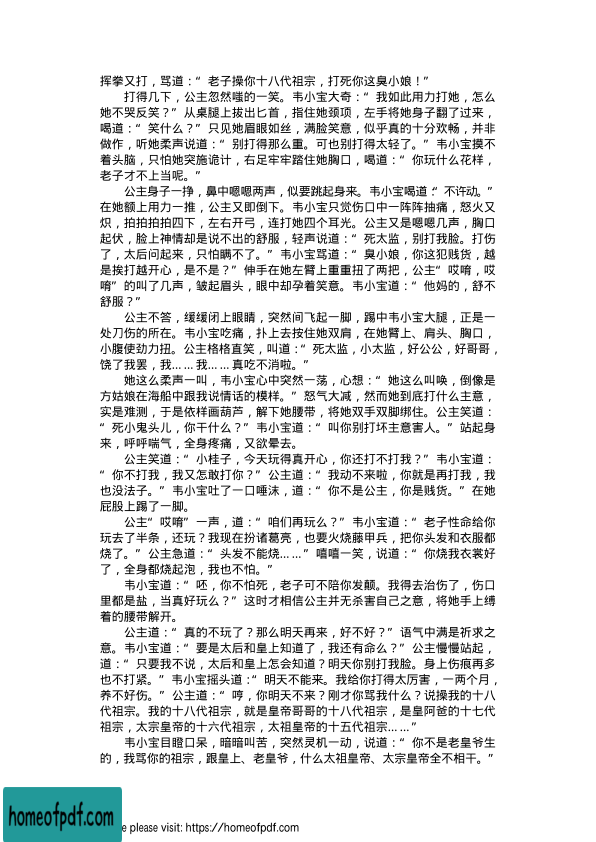 挥拳又打，骂道：“老子操你十八代祖宗，打死你这臭小娘！”
打得几下，公主忽然嗤的一笑。韦小宝大奇：“我如此用力打她，怎么
她不哭反笑？”从桌腿上拔出匕首，指住她颈项，左手将她身子翻了过来，
喝道：“笑什么？”只见她眉眼如丝，满脸笑意，似乎真的十分欢畅，并非
做作，听她柔声说道：“别打得那么重。可也别打得太轻了。”韦小宝摸不
着头脑，只怕她突施诡计，右足牢牢踏住她胸口，喝道：“你玩什么花样，
老子才不上当呢。”
公主身子一挣，鼻中嗯嗯两声，似要跳起身来。韦小宝喝道：“不许动。”
在她额上用力一推，公主又即倒下。韦小宝只觉伤口中一阵阵抽痛，怒火又
炽，拍拍拍拍四下，左右开弓，连打她四个耳光。公主又是嗯嗯几声，胸口
起伏，脸上神情却是说不出的舒服，轻声说道：“死太监，别打我脸。打伤
了，太后问起来，只怕瞒不了。”韦小宝骂道：“臭小娘，你这犯贱货，越
是挨打越开心，是不是？”伸手在她左臂上重重扭了两把，公主“哎唷，哎
唷”的叫了几声，皱起眉头，眼中却孕着笑意。韦小宝道：“他妈的，舒不
舒服？”
公主不答，缓缓闭上眼睛，突然间飞起一脚，踢中韦小宝大腿，正是一
处刀伤的所在。韦小宝吃痛，扑上去按住她双肩，在她臂上、肩头、胸口，
小腹使劲力扭。公主格格直笑，叫道：“死太监，小太监，好公公，好哥哥，
饶了我罢，我……我……真吃不消啦。”
她这么柔声一叫，韦小宝心中突然一荡，心想：“她这么叫唤，倒像是
方姑娘在海船中跟我说情话的模样。”怒气大减，然而她到底打什么主意，
实是难测，于是依样画葫芦，解下她腰带，将她双手双脚绑住。公主笑道：
“死小鬼头儿，你干什么？”韦小宝道：“叫你别打坏主意害人。”站起身
来，呼呼喘气，全身疼痛，又欲晕去。
公主笑道：“小桂子，今天玩得真开心，你还打不打我？”韦小宝道：
“你不打我，我又怎敢打你？”公主道：“我动不来啦，你就是再打我，我
也没法子。”韦小宝吐了一口唾沫，道：“你不是公主，你是贱货。”在她
屁股上踢了一脚。
公主“哎唷”一声，道：“咱们再玩么？”韦小宝道：“老子性命给你
玩去了半条，还玩？我现在扮诸葛亮，也要火烧藤甲兵，把你头发和衣服都
烧了。”公主急道：“头发不能烧……”嘻嘻一笑，说道：“你烧我衣裳好
了，全身都烧起泡，我也不怕。”
韦小宝道：“呸，你不怕死，老子可不陪你发颠。我得去治伤了，伤口
里都是盐，当真好玩么？”这时才相信公主并无杀害自己之意，将她手上缚
着的腰带解开。
公主道：“真的不玩了？那么明天再来，好不好？”语气中满是祈求之
意。韦小宝道：“要是太后和皇上知道了，我还有命么？”公主慢慢站起，
道：“只要我不说，太后和皇上怎会知道？明天你别打我脸。身上伤痕再多
也不打紧。”韦小宝摇头道：“明天不能来。我给你打得太厉害，一两个月，
养不好伤。”公主道：“哼，你明天不来？刚才你骂我什么？说操我的十八
代祖宗。我的十八代祖宗，就是皇帝哥哥的十八代祖宗，是皇阿爸的十七代
祖宗，太宗皇帝的十六代祖宗，太祖皇帝的十五代祖宗……”
韦小宝目瞪口呆，暗暗叫苦，突然灵机一动，说道：“你不是老皇爷生
的，我骂你的祖宗，跟皇上、老皇爷，什么太祖皇帝、太宗皇帝全不相干。”
homeofpdf.com
e please visit: https://homeofpdf.com